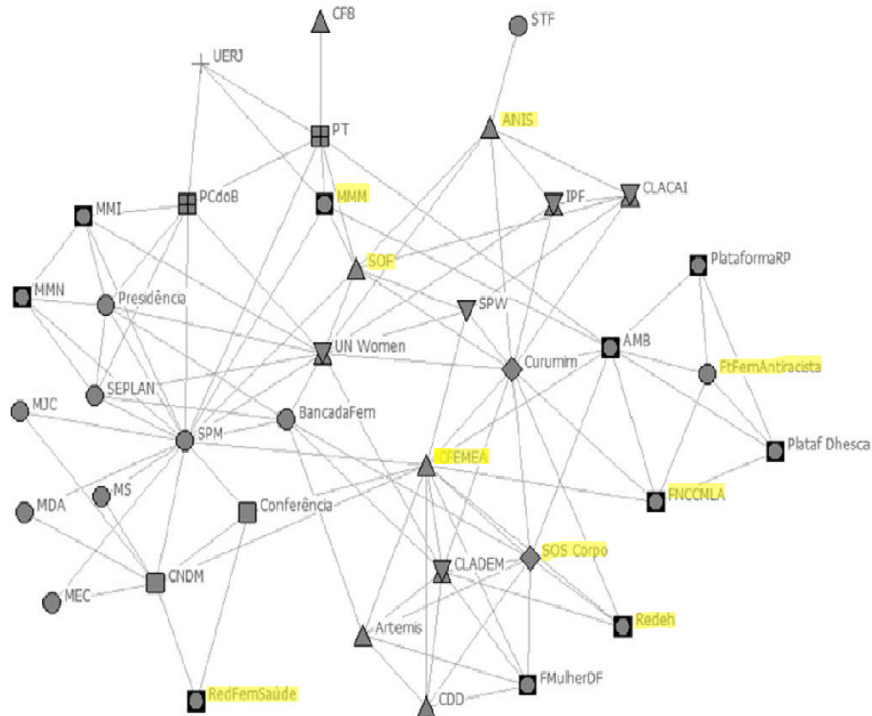 CFB
STF
UERJ
ANIS
PT
MMM
IPF
CLACAI
PCdoB
MMI
SOF
PlataformaRP
MMN
Presidência
SPW
UN Women
AMB
Curumim
FtFemAntiracista
SEPLAN
MJC
BancadaFem
SPM
Plataf Dhesca
CFEMEA
MS
FNCCMLA
MDA
Conferência
SOS Corpo
CLADEM
CNDM
MEC
Artemis
Redeh
RedFemSaúde
FMulherDF
CDD